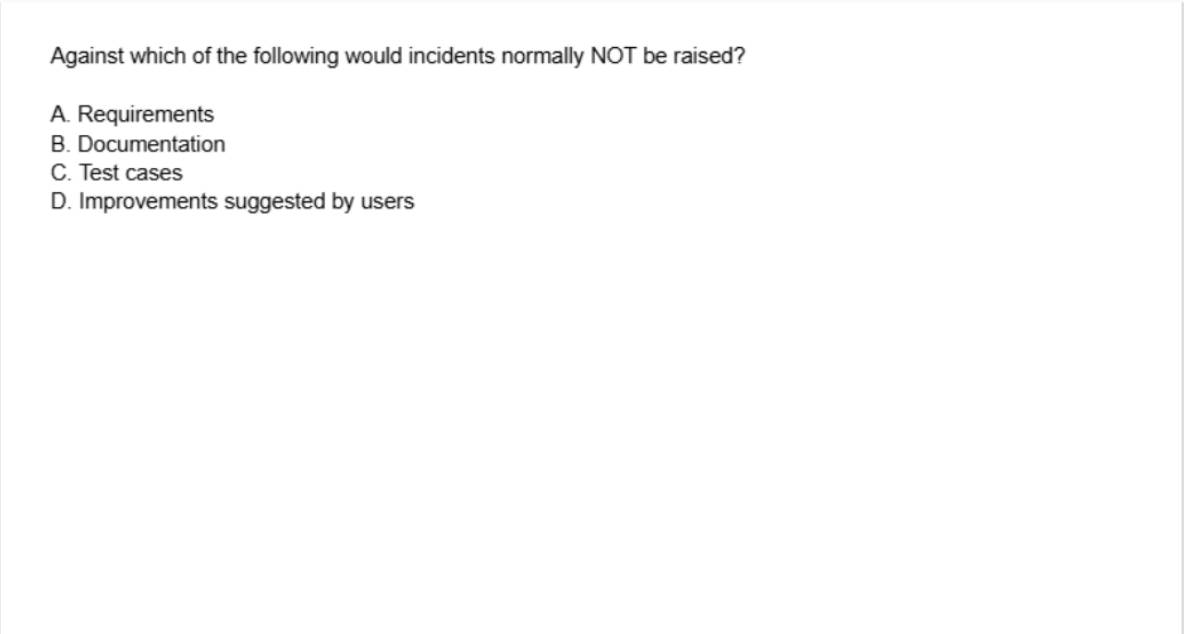 Against which of the following would incidents normally NOT be raised?
A. Requirements
B. Documentation
C. Test cases
D. Improvements suggested by users